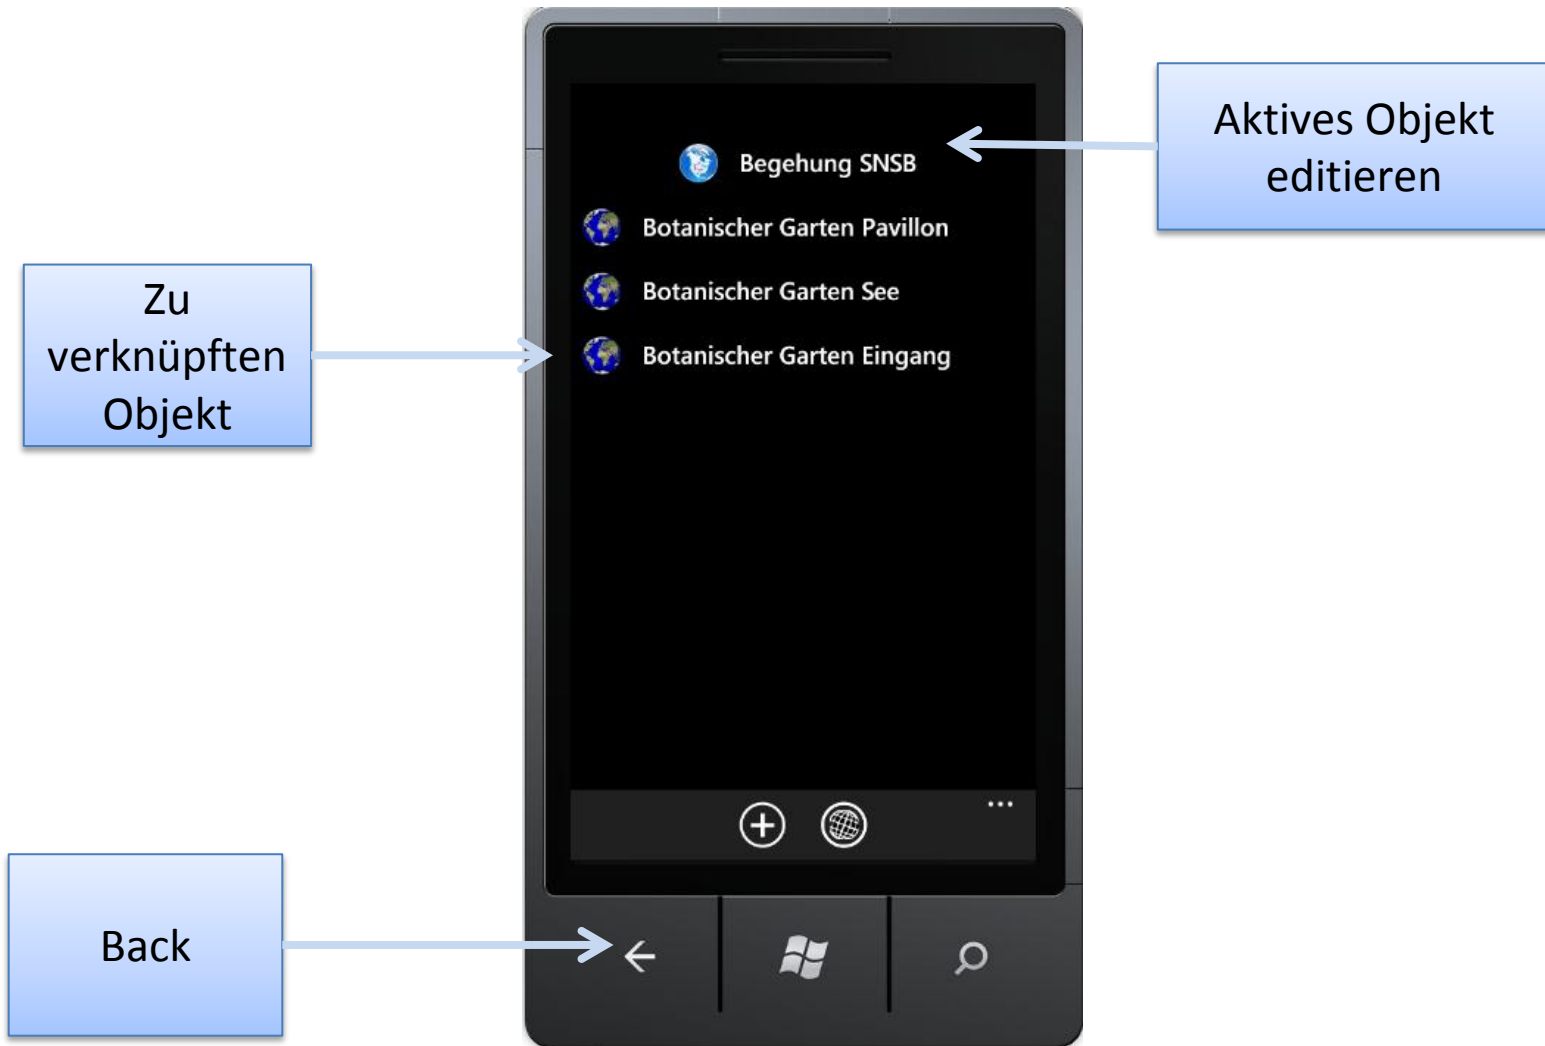 Aktives Objekt
editieren
Begehung SNSB
Botanischer Garten Pavillon
Botanischer Garten See
Botanischer Garten Eingang
Zu
verknüpften
Objekt
...
Back